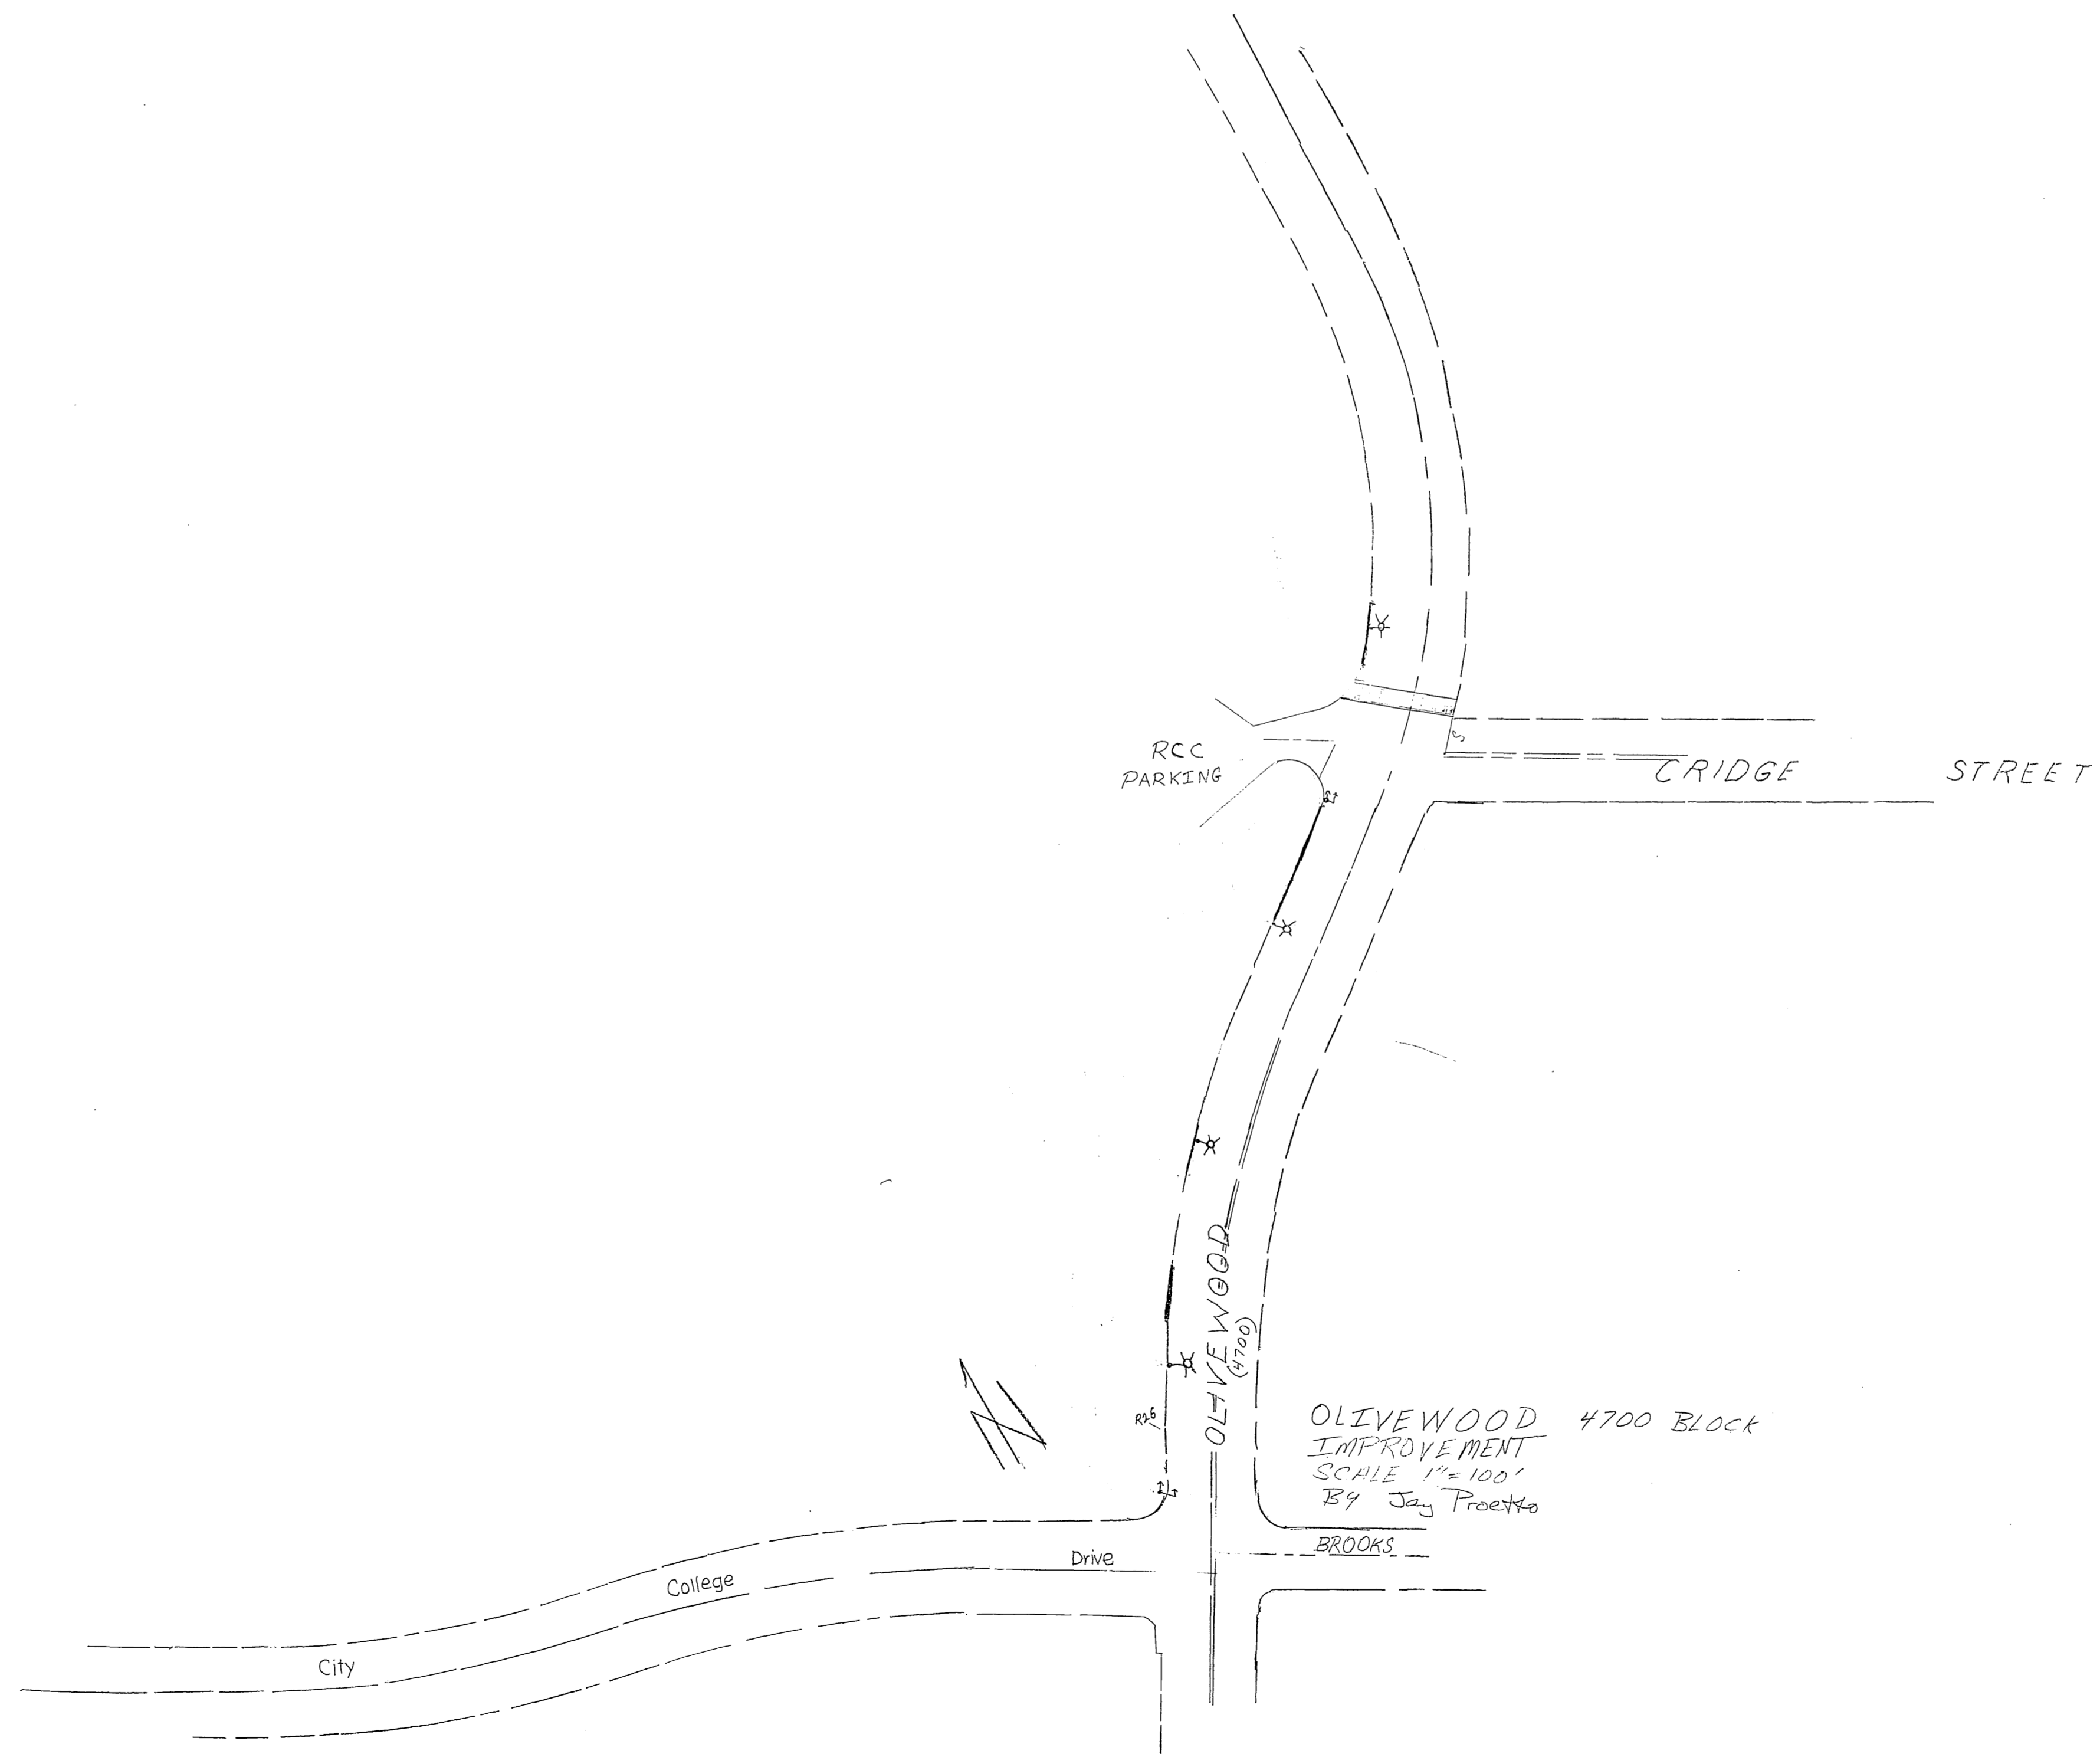 RCC
PARKING
S
CRIDGE STREET
OLIVEWOOD
(4700)
R26
OLIVEWOOD 4700 BLOCK
IMPROVEMENT
SCALE 1"=100'
By Jay Proetto
BROOKS
City College Drive
N